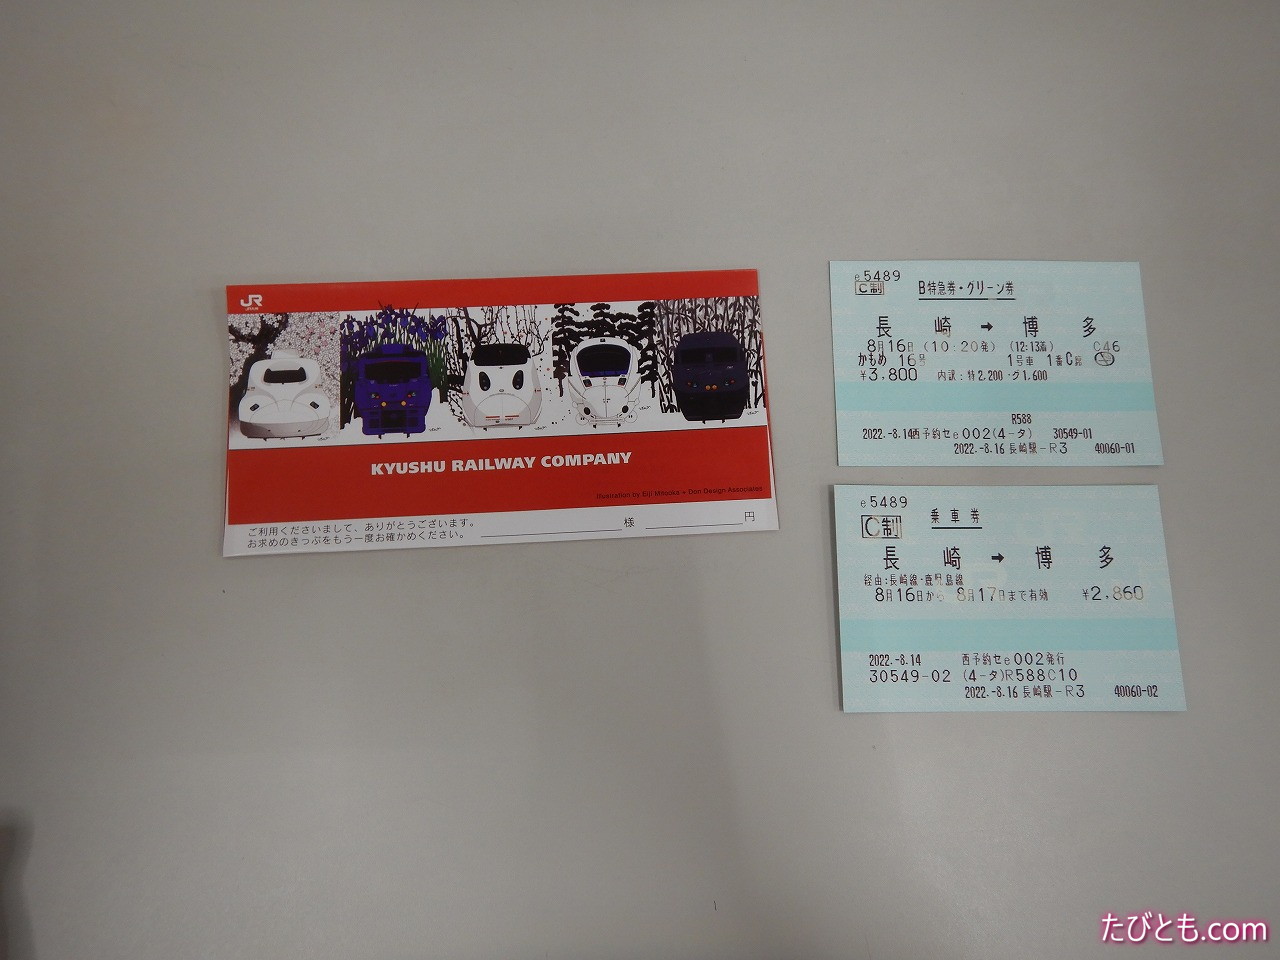 JR
KYUSHU RAILWAY COMPANY
Illustration by Eiji Mitooka + Don Design Associates
ご利用くださいまして、ありがとうございます。
お求めのきっぷをもう一度お確かめください。
様
円
e5489
C制
B特急券・グリーン券
長崎 → 博多
8月16日 (10:20発) (12:13着) C46
かもめ 16号 1号車 1番C席
¥3,800 内訳:特2,200・グ1,600
R588
2022.-8.14西予約セe002(4-タ) 30549-01
2022.-8.16 長崎駅-R3 40060-01
e5489
C制
乗車券
長崎 → 博多
経由:長崎線・鹿児島線
8月16日から 8月17日まで有効 ¥2,860
2022.-8.14 西予約セe002発行
30549-02 (4-タ)R588C10
2022.-8.16 長崎駅-R3 40060-02
たびとも.com